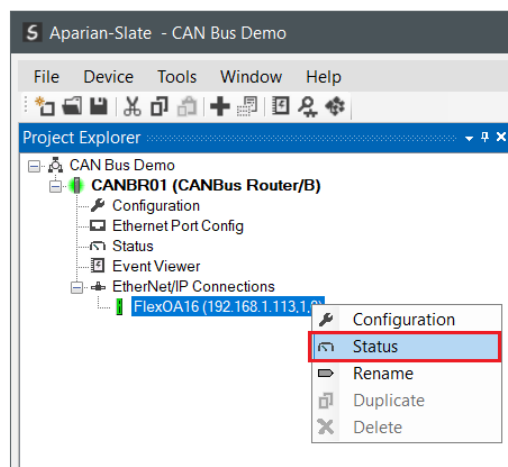 S Aparian-Slate - CAN Bus Demo
File Device Tools Window Help
Project Explorer
CAN Bus Demo
CANBR01 (CANBus Router/B)
Configuration
Ethernet Port Config
Status
Event Viewer
EtherNet/IP Connections
FlexOA16 (192.168.1.113,1,0)
Configuration
Status
Rename
Duplicate
Delete